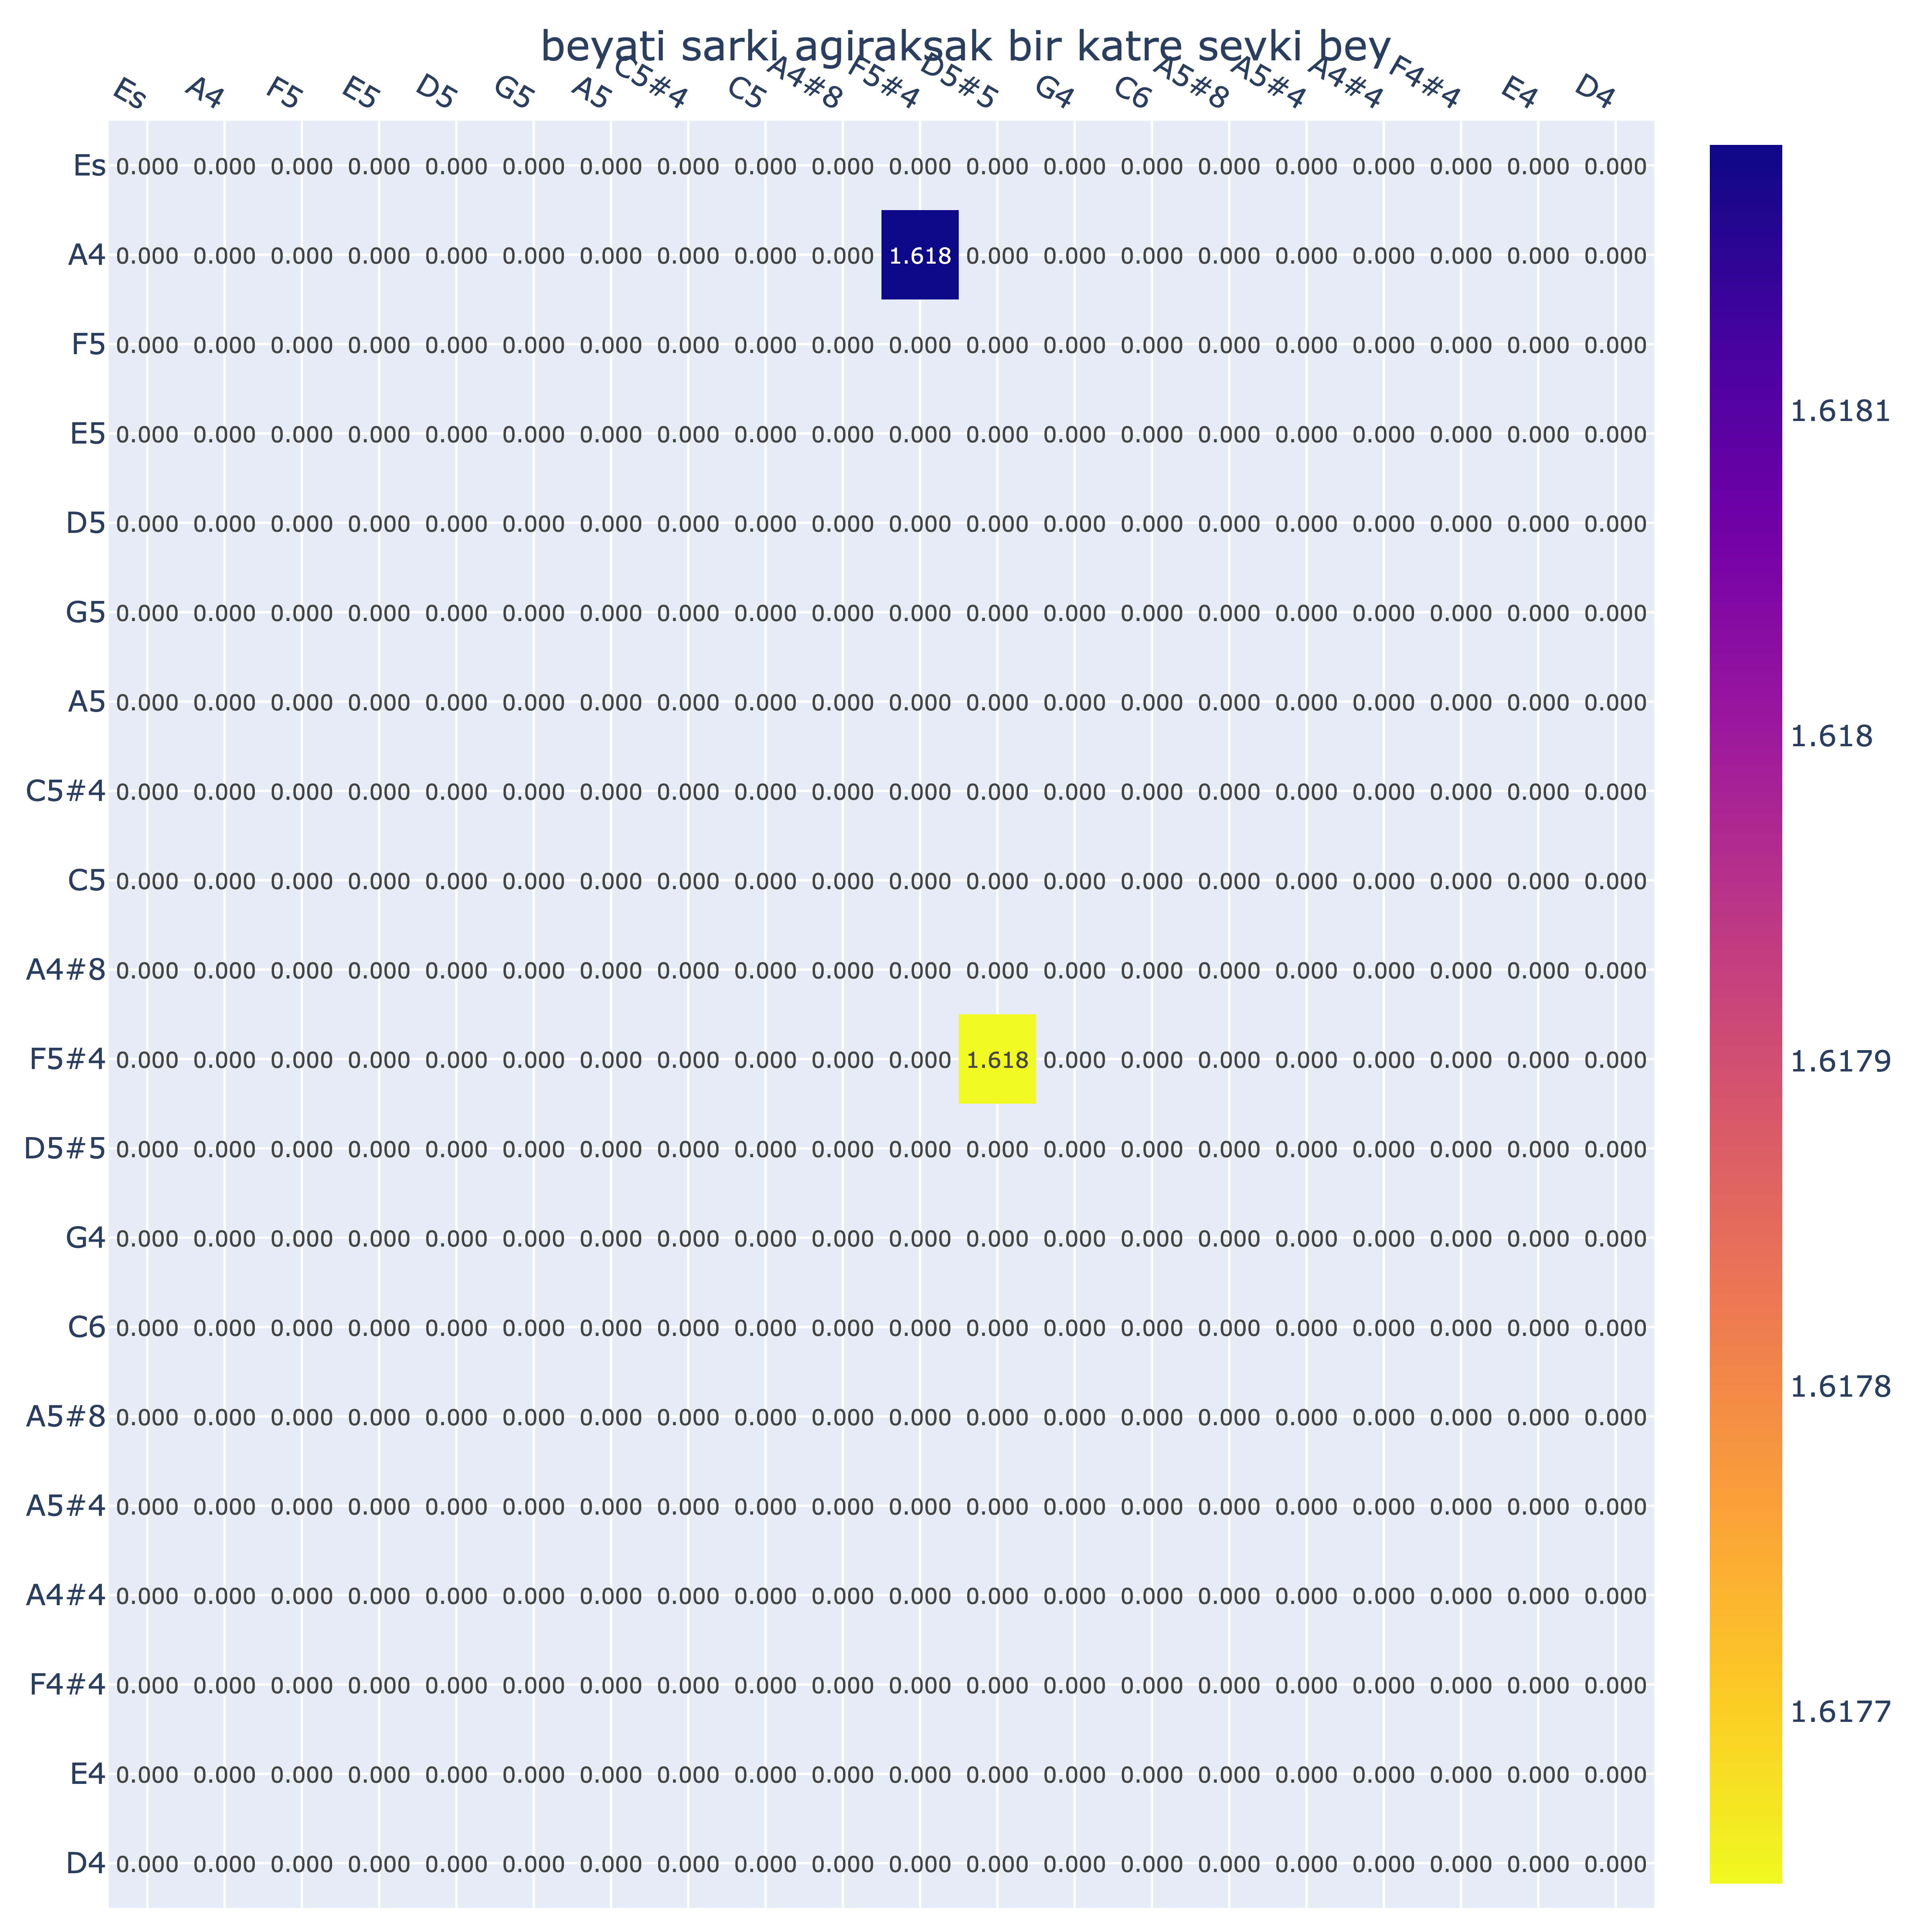 beyati sarki agiraksak bir katre sevki bey
Es A4 F5 E5 D5 G5 A5 C5#4 C5 A4#8 F5#4 D5#5 G4 C6 A5#8 A5#4 A4#4 F4#4 E4 D4
Es 0.000 0.000 0.000 0.000 0.000 0.000 0.000 0.000 0.000 0.000 0.000 0.000 0.000 0.000 0.000 0.000 0.000 0.000 0.000 0.000
A4 0.000 0.000 0.000 0.000 0.000 0.000 0.000 0.000 0.000 0.000 1.618 0.000 0.000 0.000 0.000 0.000 0.000 0.000 0.000 0.000
F5 0.000 0.000 0.000 0.000 0.000 0.000 0.000 0.000 0.000 0.000 0.000 0.000 0.000 0.000 0.000 0.000 0.000 0.000 0.000 0.000
E5 0.000 0.000 0.000 0.000 0.000 0.000 0.000 0.000 0.000 0.000 0.000 0.000 0.000 0.000 0.000 0.000 0.000 0.000 0.000 0.000
D5 0.000 0.000 0.000 0.000 0.000 0.000 0.000 0.000 0.000 0.000 0.000 0.000 0.000 0.000 0.000 0.000 0.000 0.000 0.000 0.000
G5 0.000 0.000 0.000 0.000 0.000 0.000 0.000 0.000 0.000 0.000 0.000 0.000 0.000 0.000 0.000 0.000 0.000 0.000 0.000 0.000
A5 0.000 0.000 0.000 0.000 0.000 0.000 0.000 0.000 0.000 0.000 0.000 0.000 0.000 0.000 0.000 0.000 0.000 0.000 0.000 0.000
C5#4 0.000 0.000 0.000 0.000 0.000 0.000 0.000 0.000 0.000 0.000 0.000 0.000 0.000 0.000 0.000 0.000 0.000 0.000 0.000 0.000
C5 0.000 0.000 0.000 0.000 0.000 0.000 0.000 0.000 0.000 0.000 0.000 0.000 0.000 0.000 0.000 0.000 0.000 0.000 0.000 0.000
A4#8 0.000 0.000 0.000 0.000 0.000 0.000 0.000 0.000 0.000 0.000 0.000 0.000 0.000 0.000 0.000 0.000 0.000 0.000 0.000 0.000
F5#4 0.000 0.000 0.000 0.000 0.000 0.000 0.000 0.000 0.000 0.000 0.000 1.618 0.000 0.000 0.000 0.000 0.000 0.000 0.000 0.000
D5#5 0.000 0.000 0.000 0.000 0.000 0.000 0.000 0.000 0.000 0.000 0.000 0.000 0.000 0.000 0.000 0.000 0.000 0.000 0.000 0.000
G4 0.000 0.000 0.000 0.000 0.000 0.000 0.000 0.000 0.000 0.000 0.000 0.000 0.000 0.000 0.000 0.000 0.000 0.000 0.000 0.000
C6 0.000 0.000 0.000 0.000 0.000 0.000 0.000 0.000 0.000 0.000 0.000 0.000 0.000 0.000 0.000 0.000 0.000 0.000 0.000 0.000
A5#8 0.000 0.000 0.000 0.000 0.000 0.000 0.000 0.000 0.000 0.000 0.000 0.000 0.000 0.000 0.000 0.000 0.000 0.000 0.000 0.000
A5#4 0.000 0.000 0.000 0.000 0.000 0.000 0.000 0.000 0.000 0.000 0.000 0.000 0.000 0.000 0.000 0.000 0.000 0.000 0.000 0.000
A4#4 0.000 0.000 0.000 0.000 0.000 0.000 0.000 0.000 0.000 0.000 0.000 0.000 0.000 0.000 0.000 0.000 0.000 0.000 0.000 0.000
F4#4 0.000 0.000 0.000 0.000 0.000 0.000 0.000 0.000 0.000 0.000 0.000 0.000 0.000 0.000 0.000 0.000 0.000 0.000 0.000 0.000
E4 0.000 0.000 0.000 0.000 0.000 0.000 0.000 0.000 0.000 0.000 0.000 0.000 0.000 0.000 0.000 0.000 0.000 0.000 0.000 0.000
D4 0.000 0.000 0.000 0.000 0.000 0.000 0.000 0.000 0.000 0.000 0.000 0.000 0.000 0.000 0.000 0.000 0.000 0.000 0.000 0.000
1.6181
1.618
1.6179
1.6178
1.6177